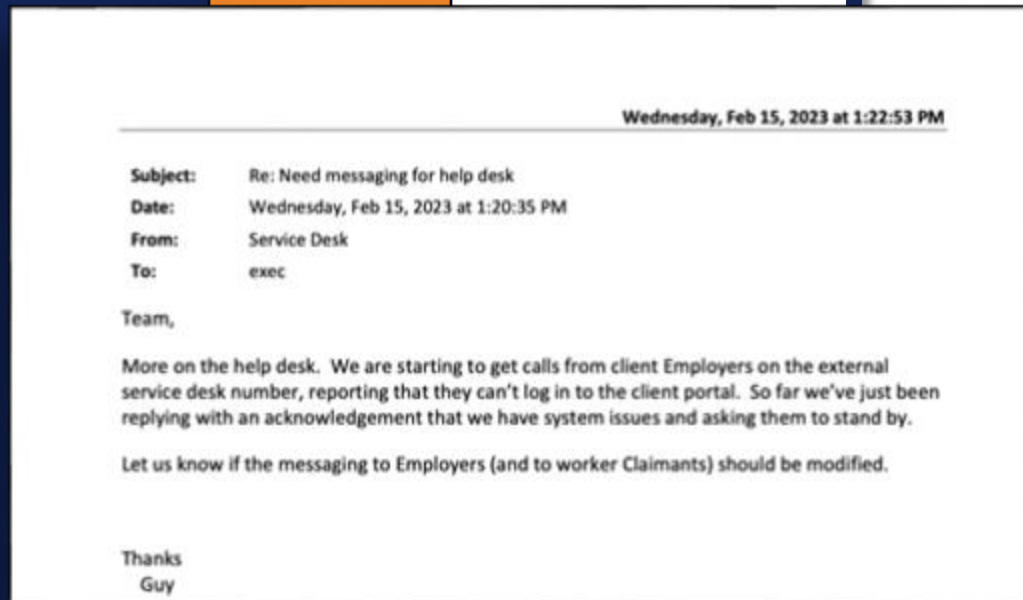 Wednesday, Feb 15, 2023 at 1:22:53 PM
Subject: Re: Need messaging for help desk
Date: Wednesday, Feb 15, 2023 at 1:20:35 PM
From: Service Desk
To: exec
Team,
More on the help desk.  We are starting to get calls from client Employers on the external
service desk number, reporting that they can't log in to the client portal.  So far we've just been
replying with an acknowledgement that we have system issues and asking them to stand by.
Let us know if the messaging to Employers (and to worker Claimants) should be modified.
Thanks
Guy